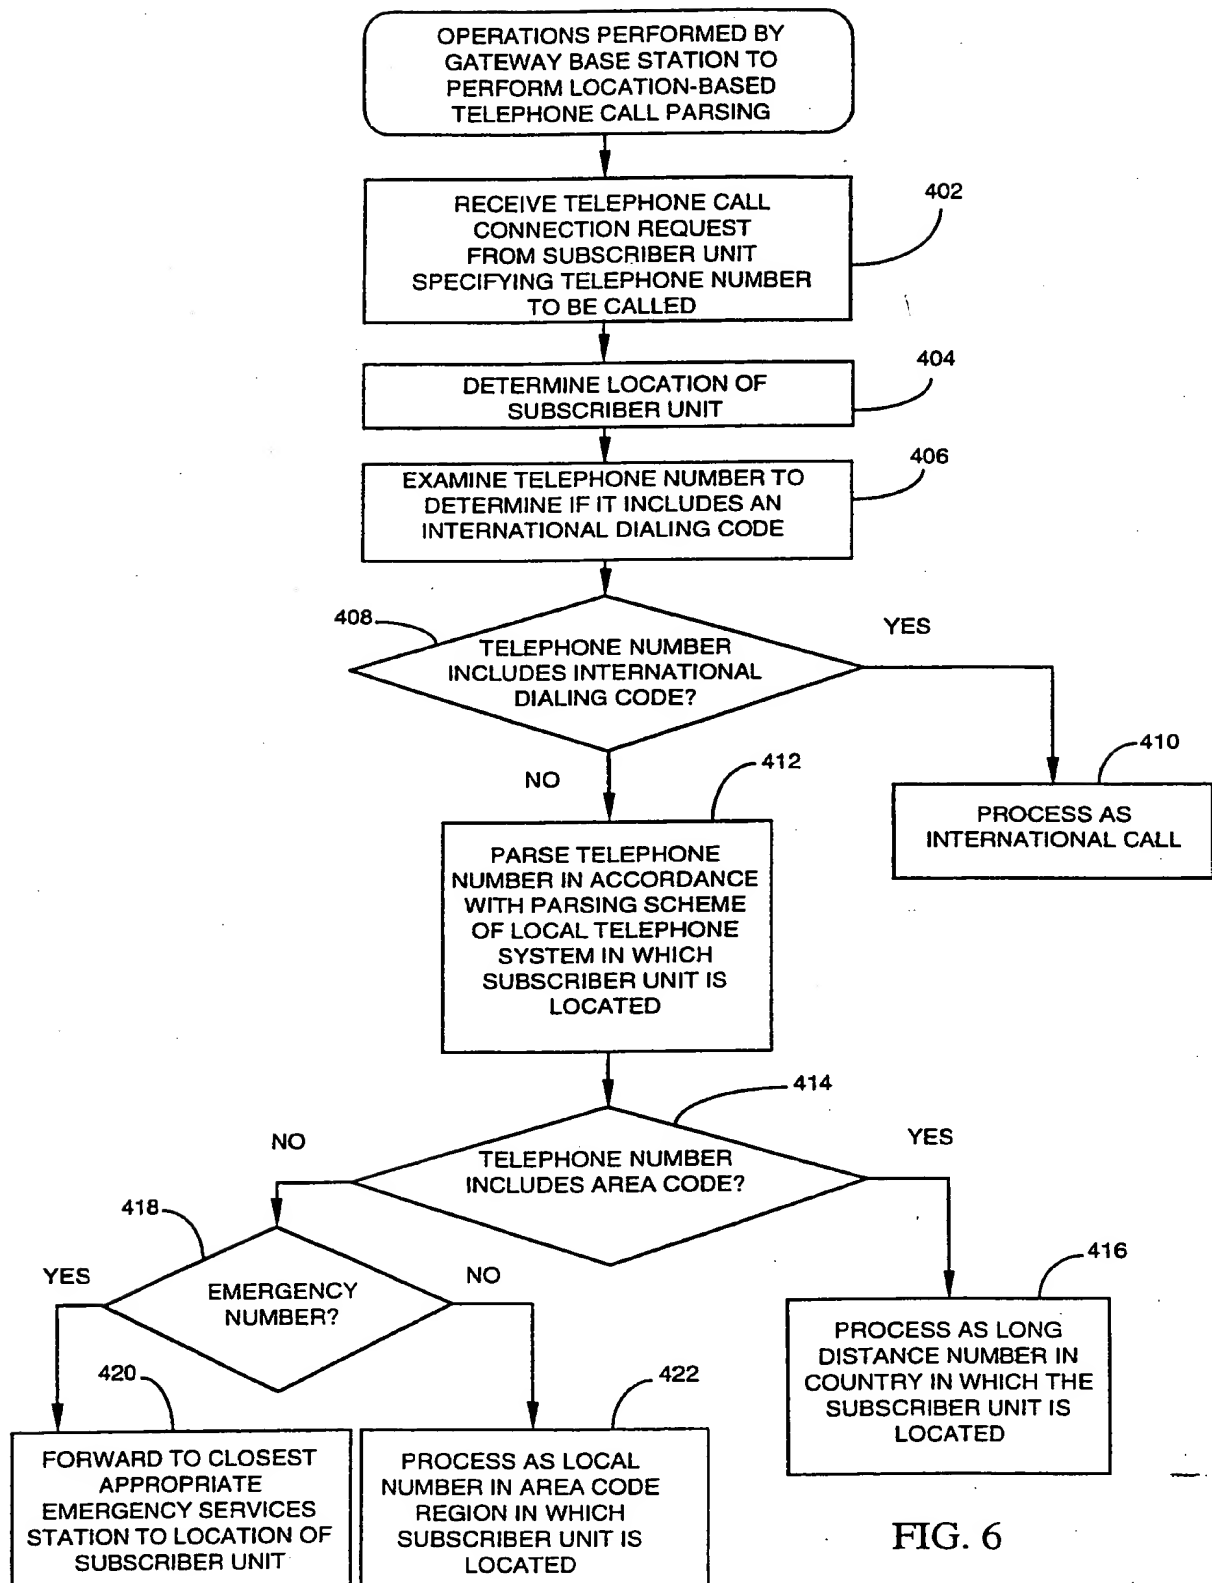 OPERATIONS PERFORMED BY
GATEWAY BASE STATION TO
PERFORM LOCATION-BASED
TELEPHONE CALL PARSING
RECEIVE TELEPHONE CALL
CONNECTION REQUEST
FROM SUBSCRIBER UNIT
SPECIFYING TELEPHONE NUMBER
TO BE CALLED
402
DETERMINE LOCATION OF
SUBSCRIBER UNIT
404
EXAMINE TELEPHONE NUMBER TO
DETERMINE IF IT INCLUDES AN
INTERNATIONAL DIALING CODE
406
408
TELEPHONE NUMBER
INCLUDES INTERNATIONAL
DIALING CODE?
YES
NO
410
PROCESS AS
INTERNATIONAL CALL
412
PARSE TELEPHONE
NUMBER IN ACCORDANCE
WITH PARSING SCHEME
OF LOCAL TELEPHONE
SYSTEM IN WHICH
SUBSCRIBER UNIT IS
LOCATED
414
TELEPHONE NUMBER
INCLUDES AREA CODE?
NO
YES
418
EMERGENCY
NUMBER?
YES
NO
416
PROCESS AS LONG
DISTANCE NUMBER IN
COUNTRY IN WHICH THE
SUBSCRIBER UNIT IS
LOCATED
420
FORWARD TO CLOSEST
APPROPRIATE
EMERGENCY SERVICES
STATION TO LOCATION OF
SUBSCRIBER UNIT
422
PROCESS AS LOCAL
NUMBER IN AREA CODE
REGION IN WHICH
SUBSCRIBER UNIT IS
LOCATED
FIG. 6